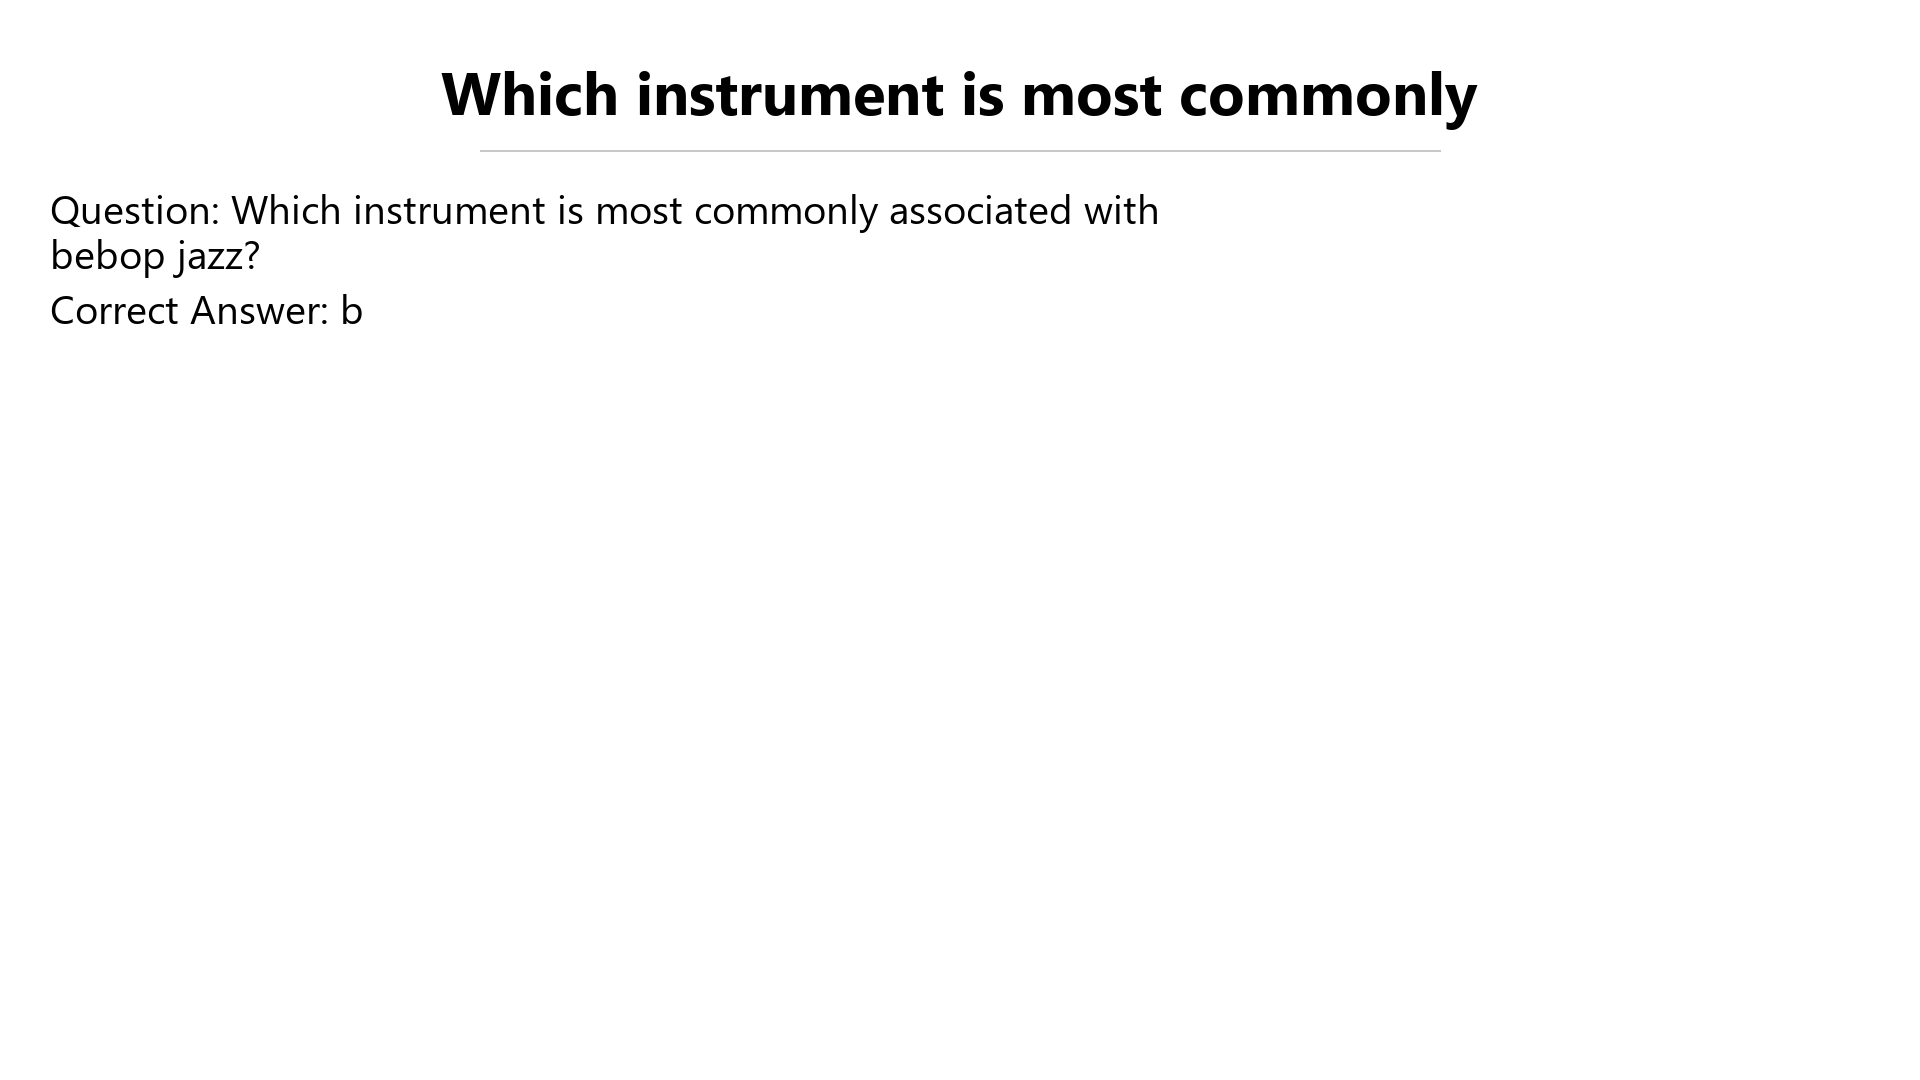 Which instrument is most commonly
Question: Which instrument is most commonly associated with
bebop jazz?
Correct Answer: b